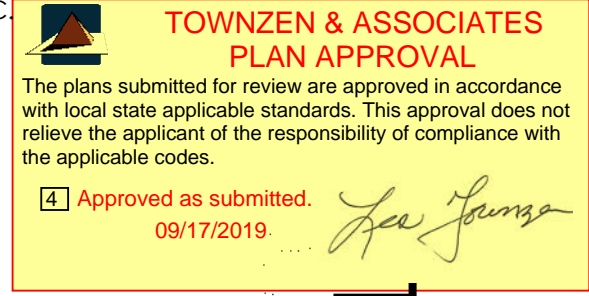 C.
TOWNZEN & ASSOCIATES
PLAN APPROVAL
The plans submitted for review are approved in accordance
with local state applicable standards. This approval does not
relieve the applicant of the responsibility of compliance with
the applicable codes.
4 Approved as submitted.
09/17/2019